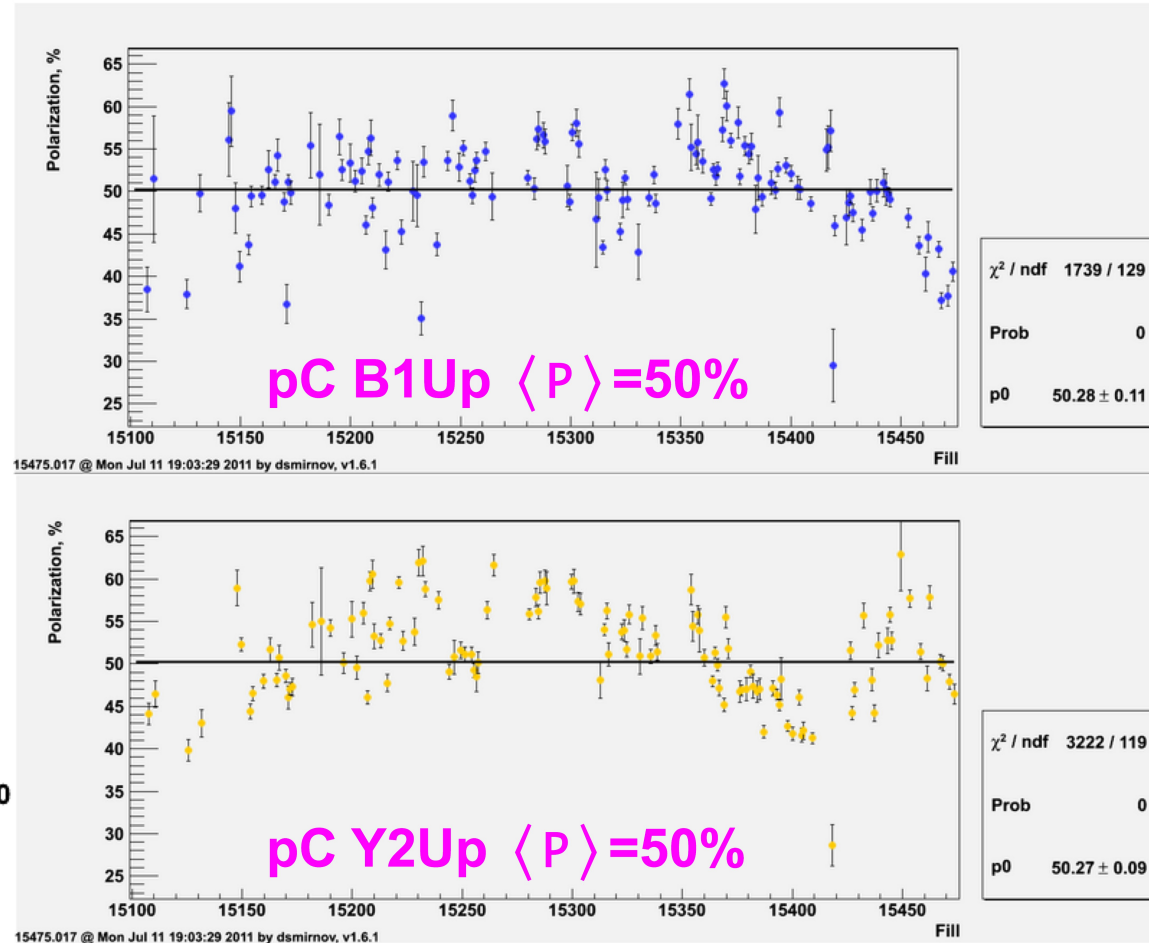 Polarization, %
65
60
55
50
45
40
35
30
25
pC B1Up 〈 P 〉=50%
15100 15150 15200 15250 15300 15350 15400 15450
Fill
15475.017 @ Mon Jul 11 19:03:29 2011 by dsmirnov, v1.6.1
χ² / ndf 1739 / 129
Prob 0
p0 50.28 ± 0.11
Polarization, %
65
60
55
50
45
40
35
30
25
0
pC Y2Up 〈 P 〉=50%
15100 15150 15200 15250 15300 15350 15400 15450
Fill
15475.017 @ Mon Jul 11 19:03:29 2011 by dsmirnov, v1.6.1
χ² / ndf 3222 / 119
Prob 0
p0 50.27 ± 0.09